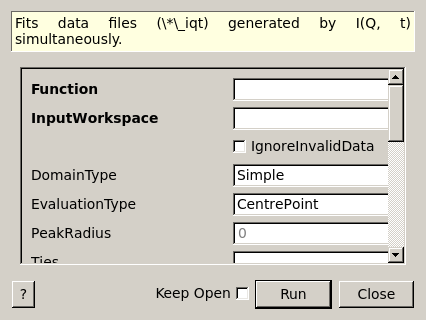 Fits data files (\*\_iqt) generated by I(Q, t)
simultaneously.
Function
InputWorkspace
IgnoreInvalidData
DomainType Simple
EvaluationType CentrePoint
PeakRadius 0
Ties
? Keep Open Run Close